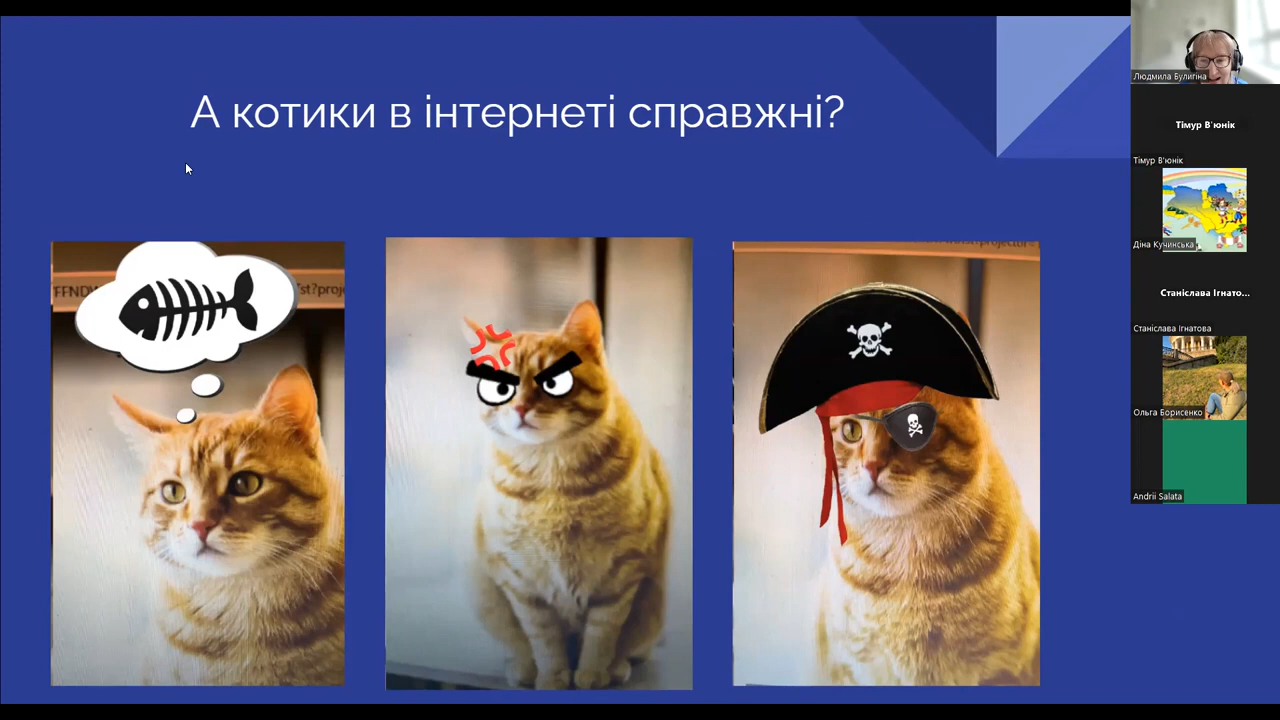 А котики в інтернеті справжні?
Людмила Булигіна
Тімур В'юнік
Тімур В'юнік
Діна Кучинська
Станіслава Ігнато...
Станіслава Ігнатова
Ольга Борисенко
Andrii Salata